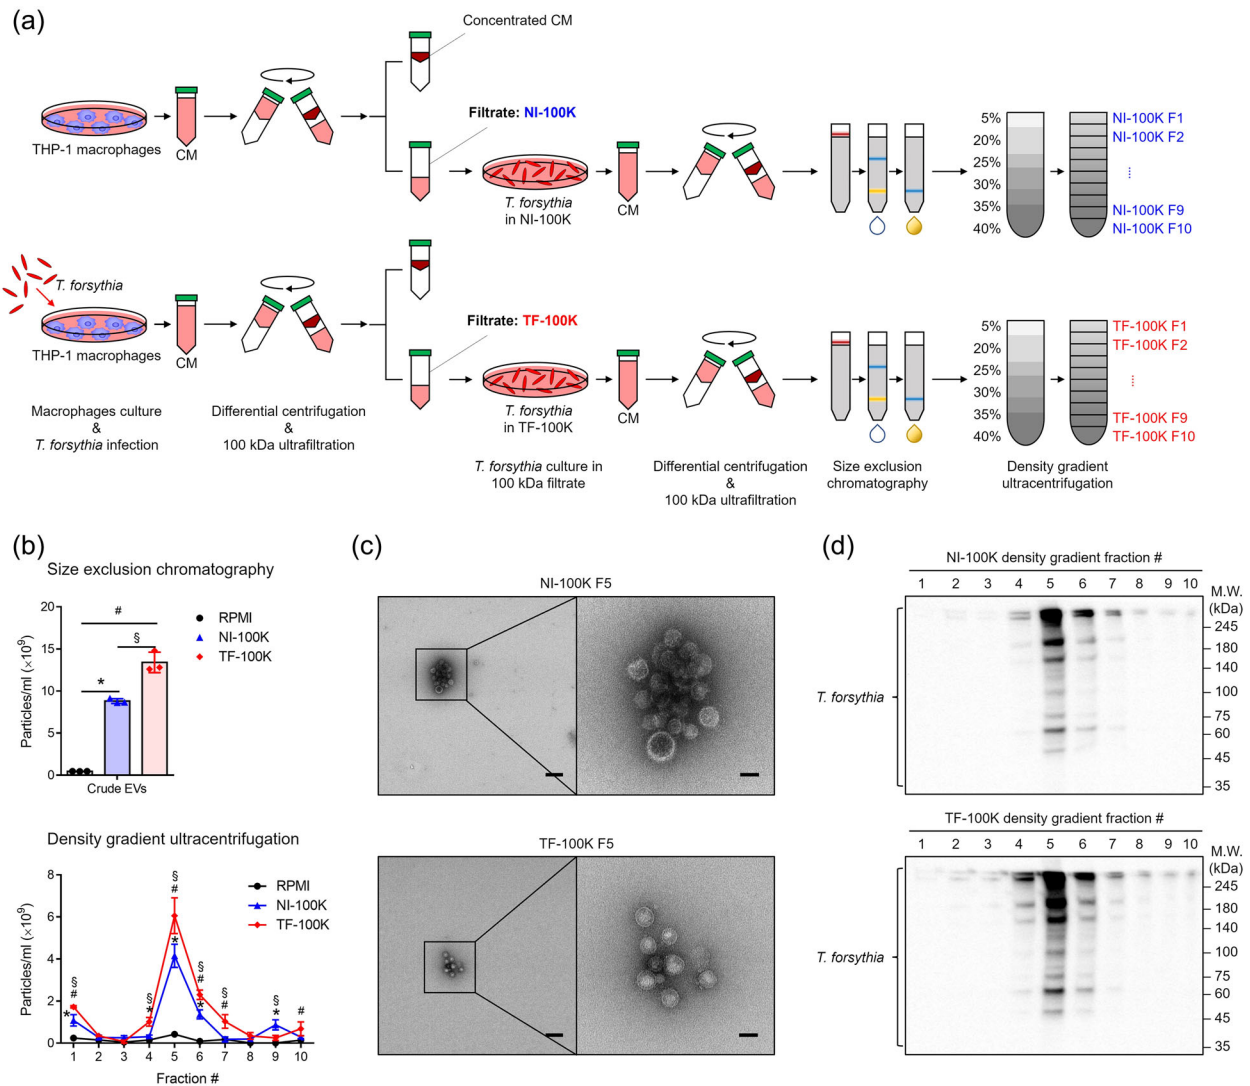 (a)
Concentrated CM
THP-1 macrophages
CM
Filtrate: NI-100K
T. forsythia
in NI-100K
CM
5%
20%
25%
30%
35%
40%
NI-100K F1
NI-100K F2
NI-100K F9
NI-100K F10
T. forsythia
THP-1 macrophages
CM
Filtrate: TF-100K
T. forsythia
in TF-100K
CM
5%
20%
25%
30%
35%
40%
TF-100K F1
TF-100K F2
TF-100K F9
TF-100K F10
Macrophages culture
&
T. forsythia infection
Differential centrifugation
&
100 kDa ultrafiltration
T. forsythia culture in
100 kDa filtrate
Differential centrifugation
&
100 kDa ultrafiltration
Size exclusion
chromatography
Density gradient
ultracentrifugation
(b)
Size exclusion chromatography
Particles/ml (×10⁹)
20
15
10
5
0
#
§
*
RPMI
NI-100K
TF-100K
Crude EVs
Density gradient ultracentrifugation
Particles/ml (×10⁹)
8
6
4
2
0
RPMI
NI-100K
TF-100K
§
#
*
§
*
§
#
*
§
#
*
§
#
§
*
#
1 2 3 4 5 6 7 8 9 10
Fraction #
(c)
NI-100K F5
TF-100K F5
(d)
NI-100K density gradient fraction #
1 2 3 4 5 6 7 8 9 10
M.W.
(kDa)
245
180
140
100
75
60
45
35
T. forsythia
TF-100K density gradient fraction #
1 2 3 4 5 6 7 8 9 10
M.W.
(kDa)
245
180
140
100
75
60
45
35
T. forsythia